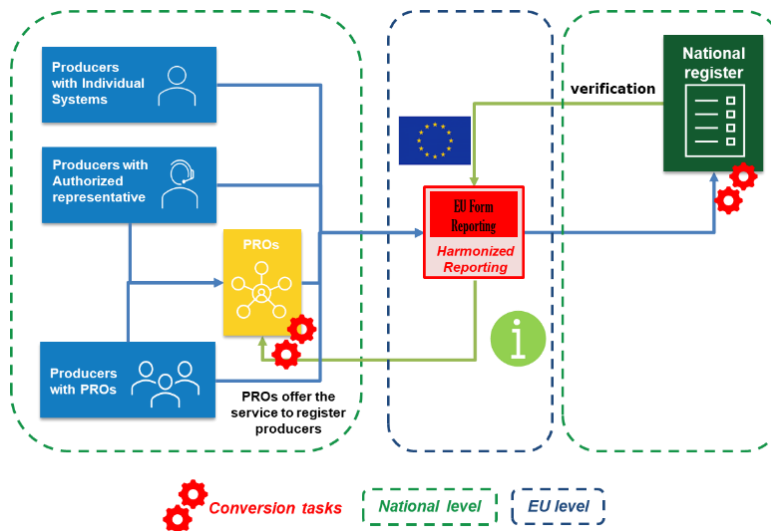 Producers
with Individual
Systems
Producers with
Authorized
representative
PROs
Producers
with PROs
PROs offer the
service to register
producers
EU Form
Reporting
Harmonized
Reporting
i
verification
National
register
Conversion tasks
National level
EU level